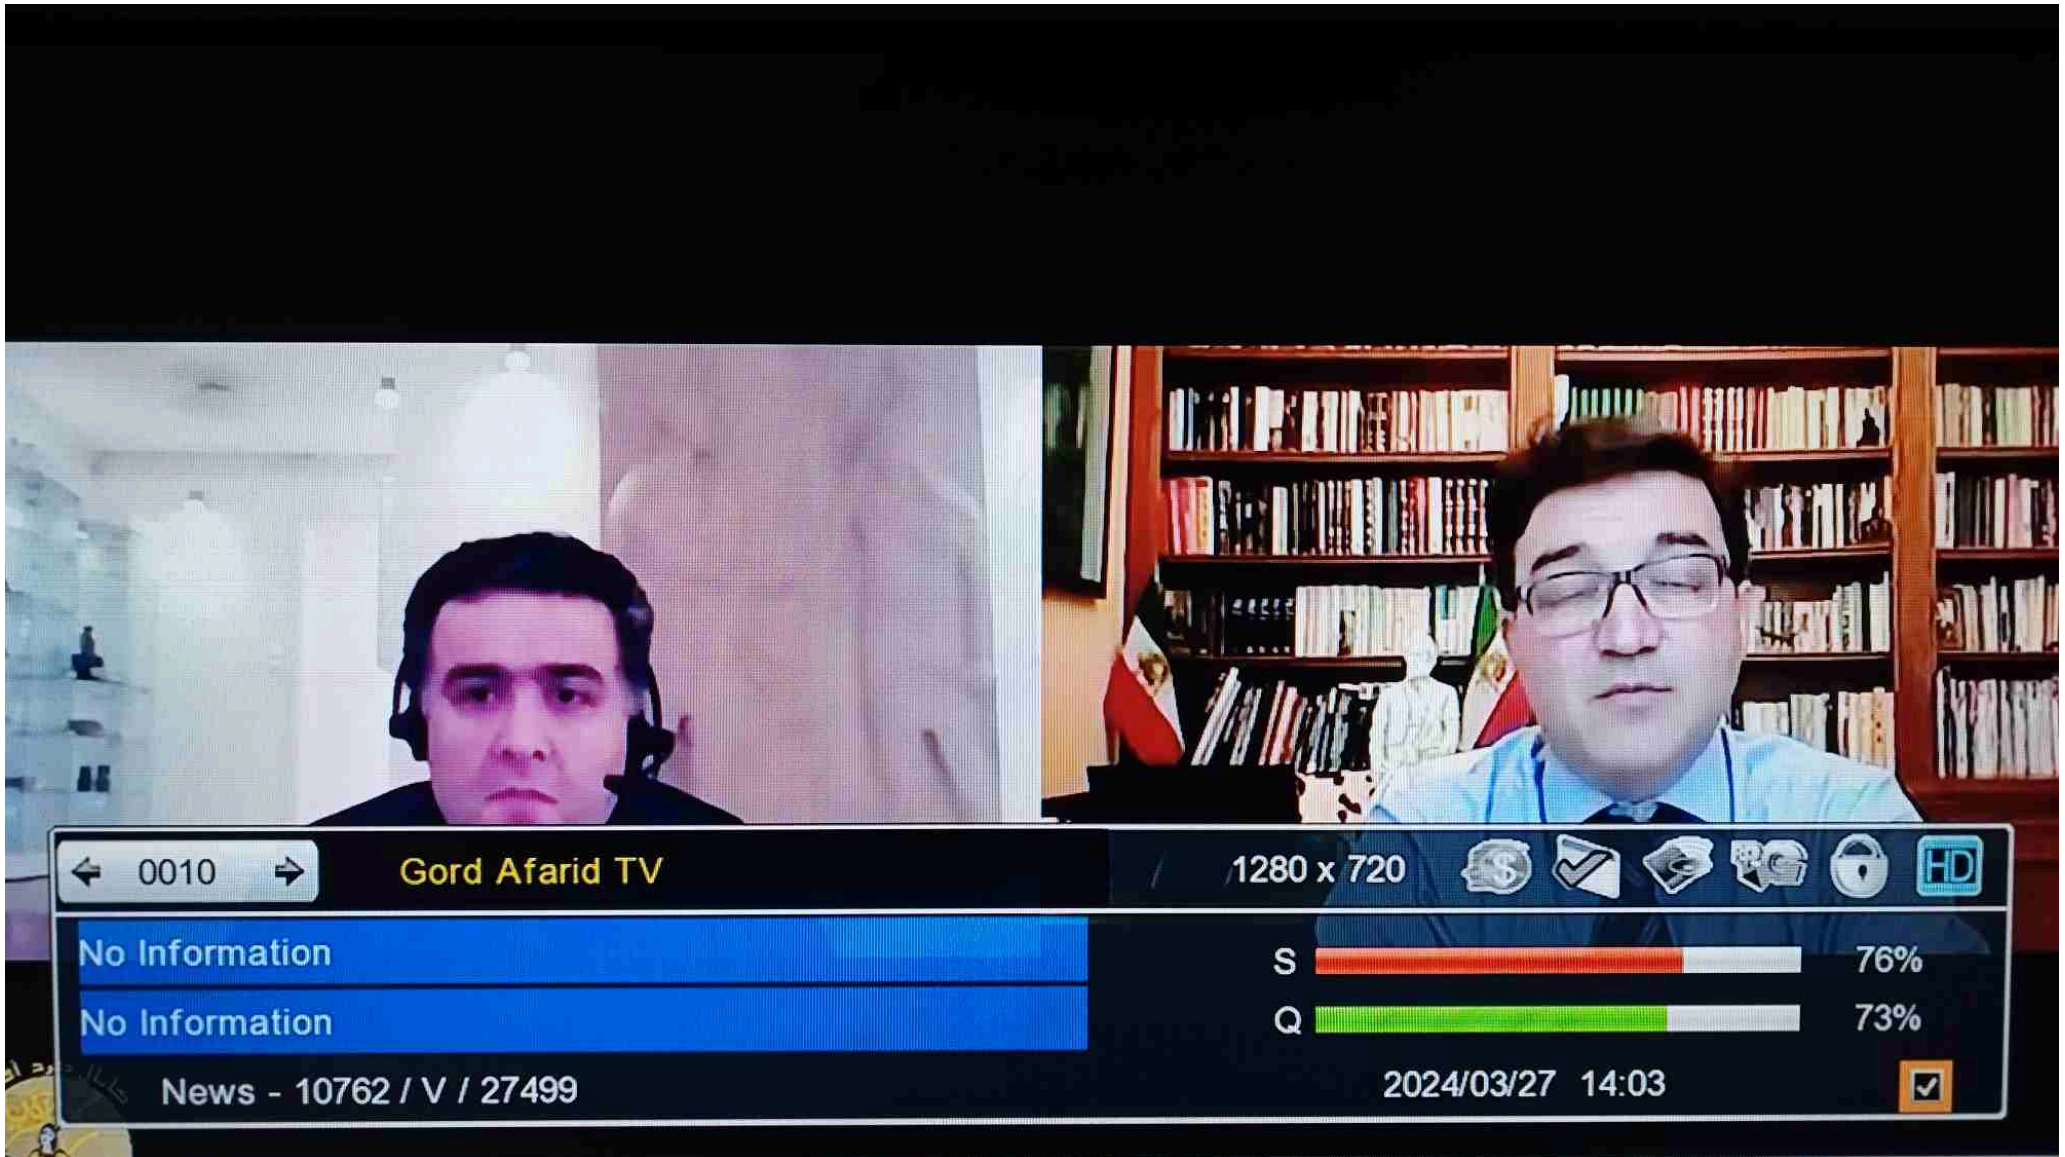 0010
Gord Afarid TV
1280 x 720
$
HD
No Information
No Information
S 76%
Q 73%
News - 10762 / V / 27499
2024/03/27 14:03